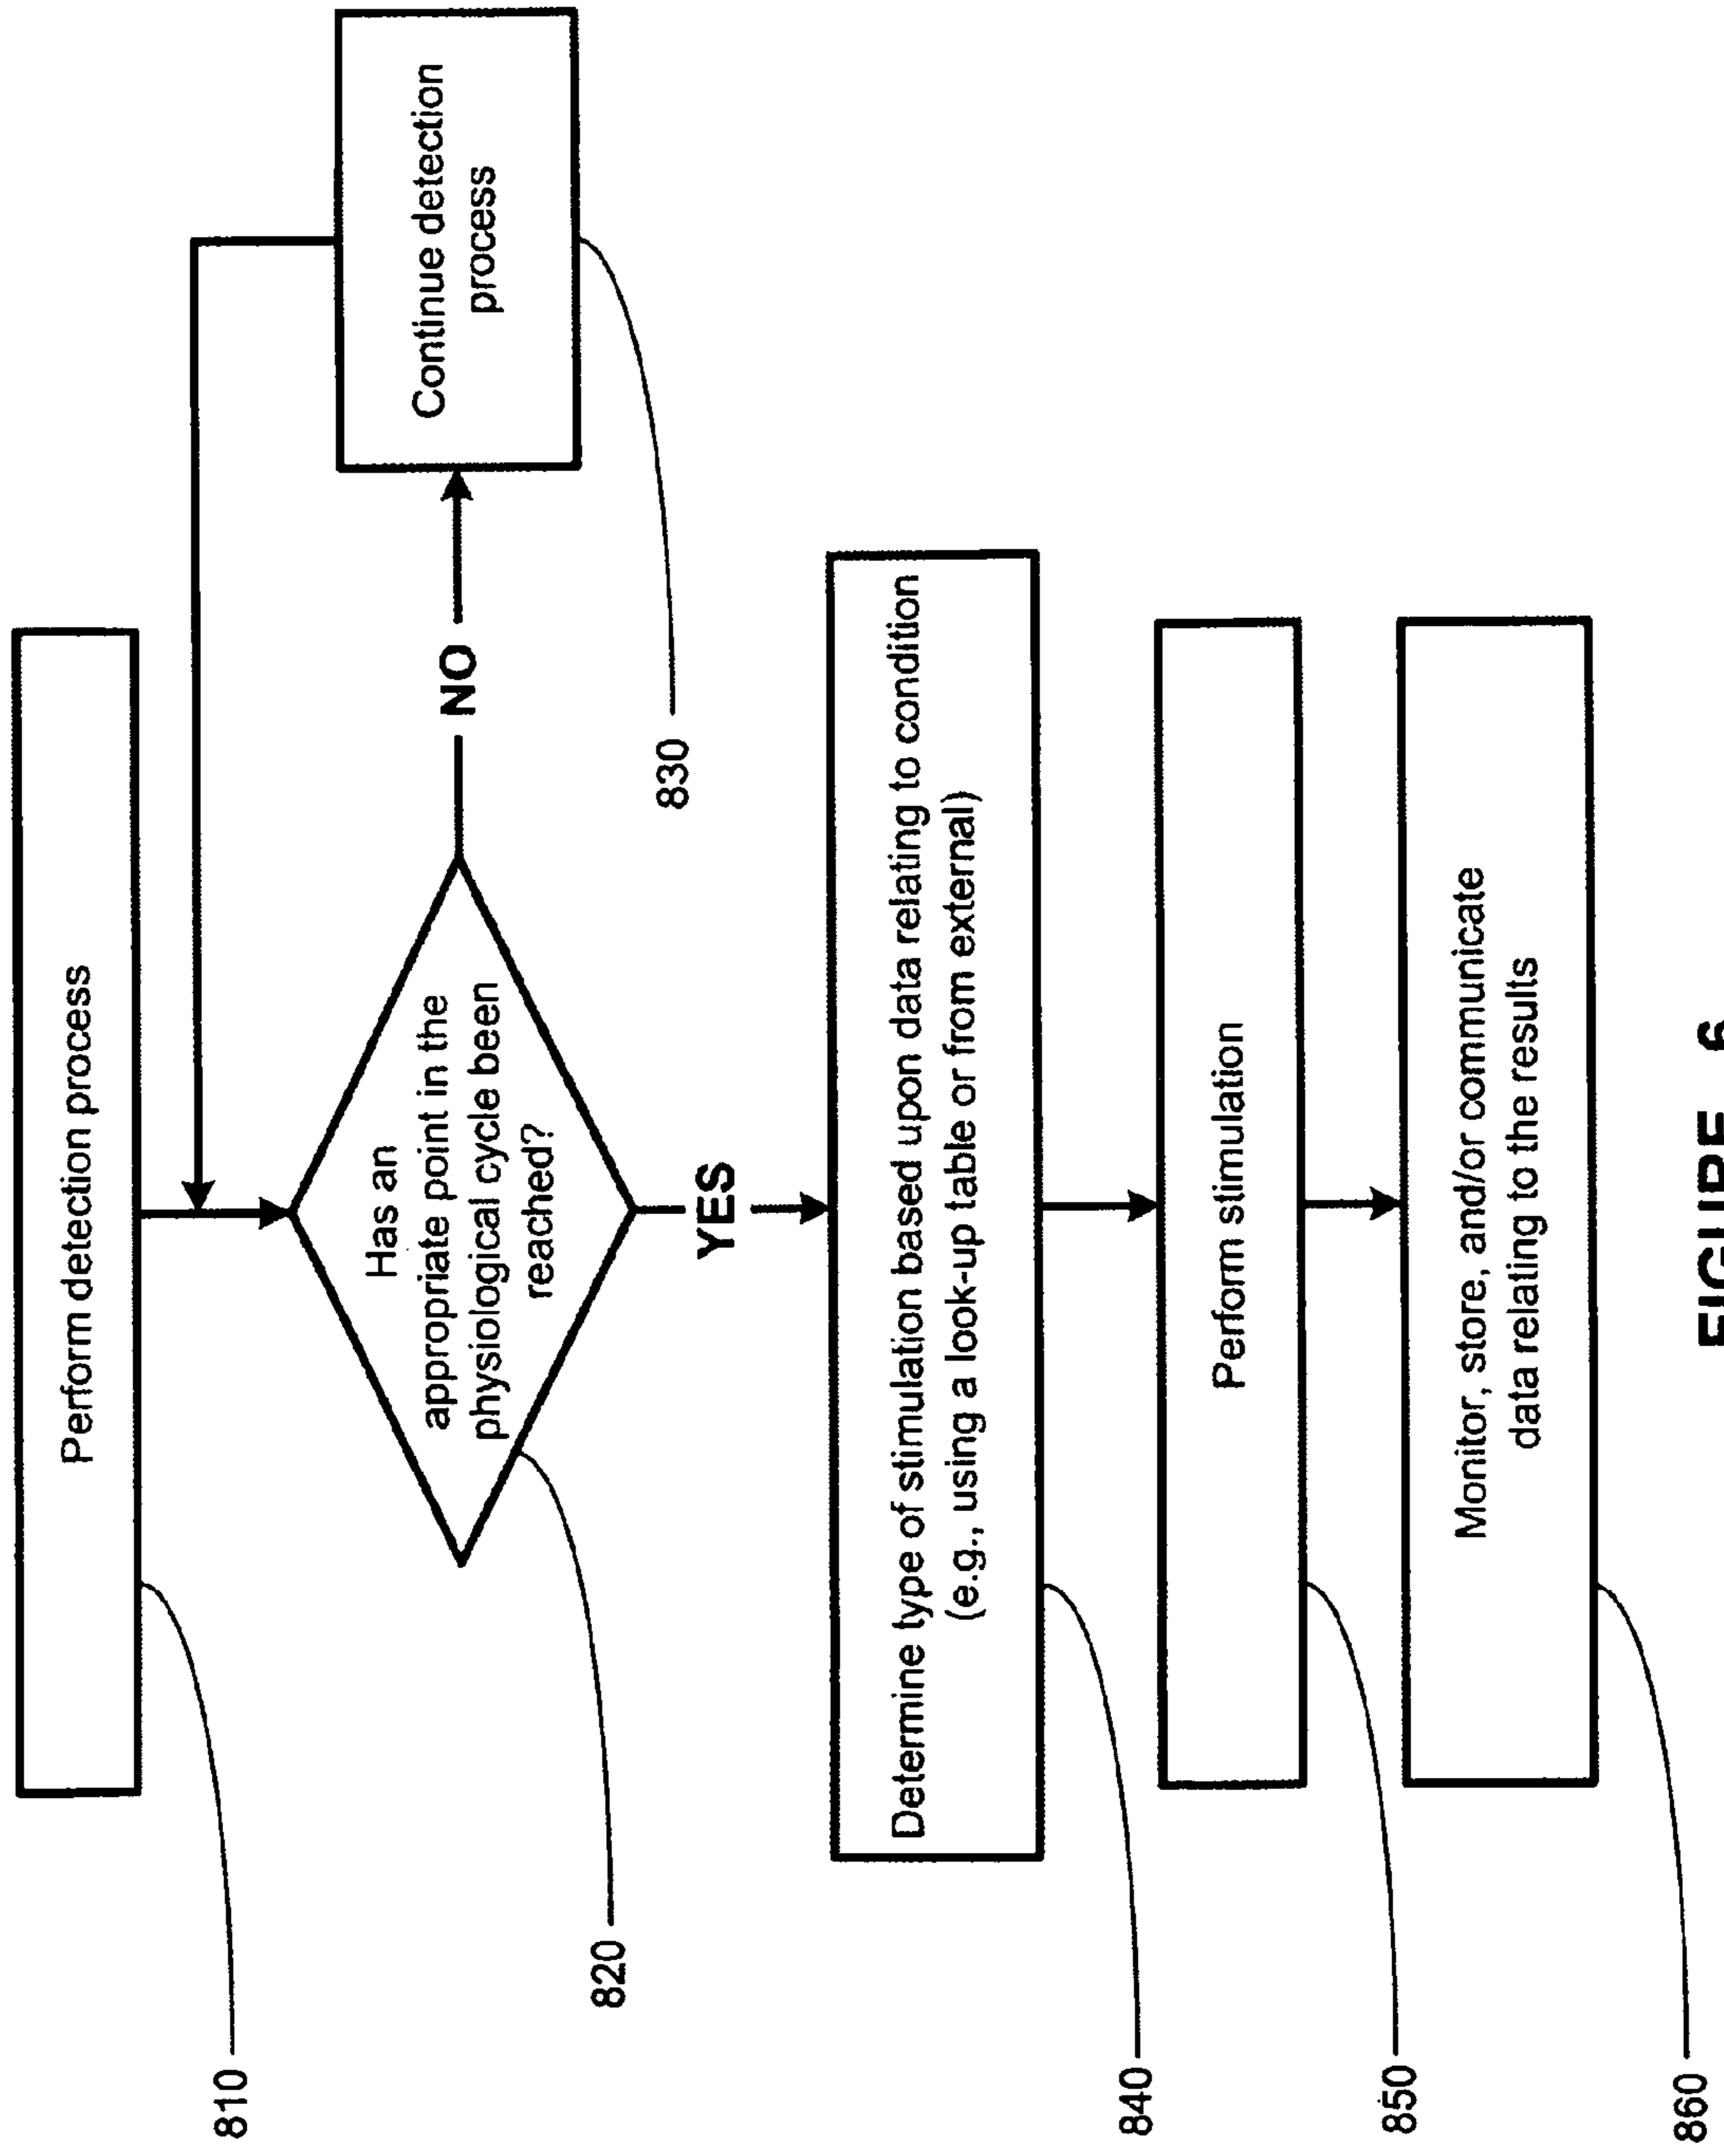 Perform detection process
810
Has an
appropriate point in the
physiological cycle been
reached?
820
NO
Continue detection
process
830
YES
Determine type of stimulation based upon data relating to condition
(e.g., using a look-up table or from external)
840
Perform stimulation
850
Monitor, store, and/or communicate
data relating to the results
860
FIGURE 6